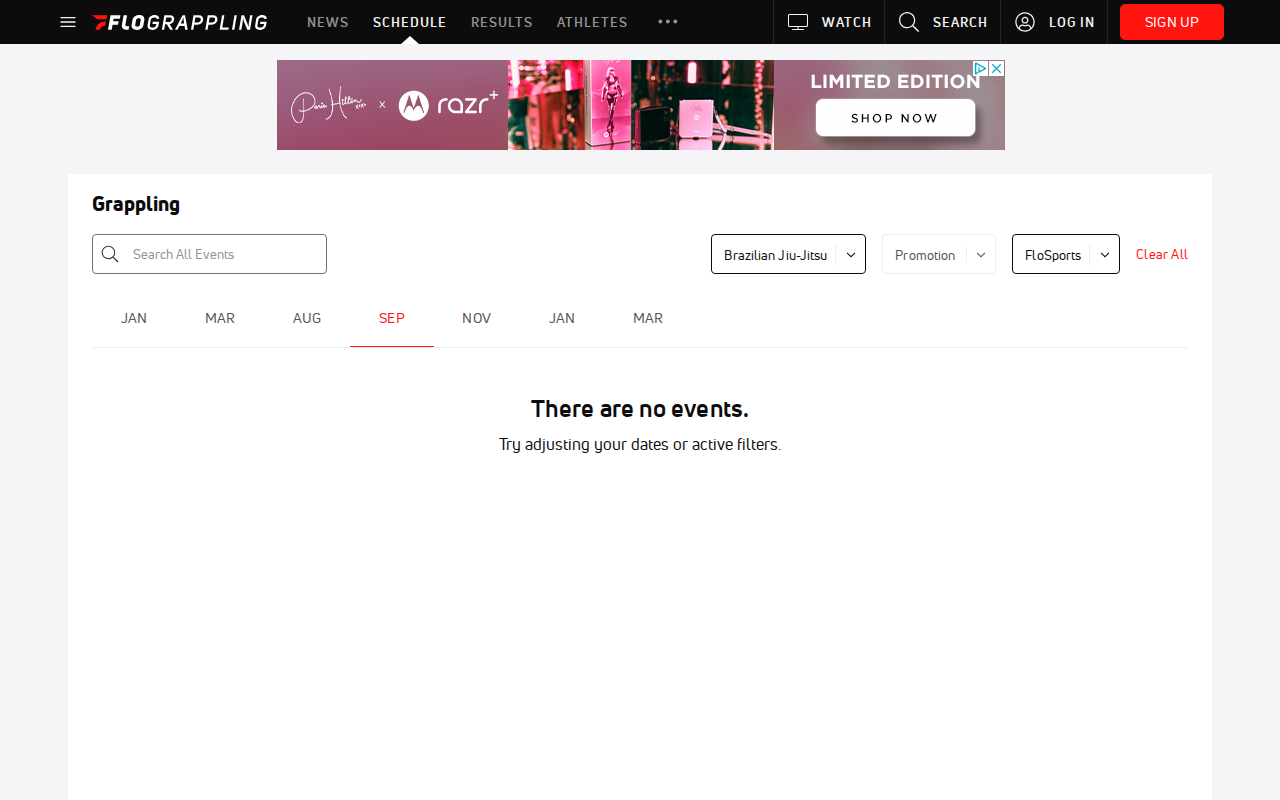 FLOGRAPPLING NEWS SCHEDULE RESULTS ATHLETES WATCH SEARCH LOG IN SIGN UP
Paris Hilton x razr+ LIMITED EDITION
SHOP NOW
Grappling
Search All Events Brazilian Jiu-Jitsu Promotion FloSports Clear All
JAN MAR AUG SEP NOV JAN MAR
There are no events.
Try adjusting your dates or active filters.